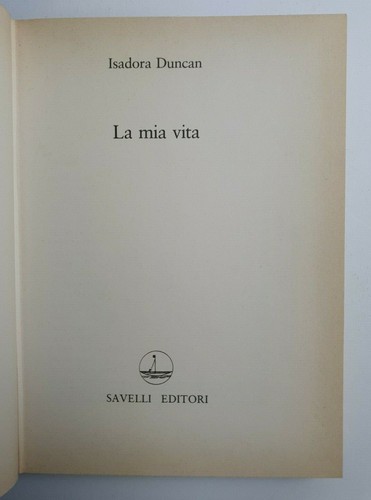 Isadora Duncan
La mia vita
SAVELLI EDITORI